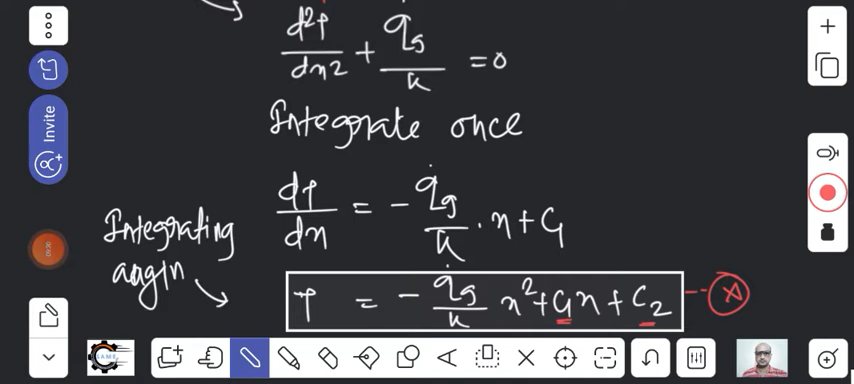 d²T/dx² + q̇g/k = 0
Integrate once
dT/dx = - q̇g/k · x + C₁
Integrating
again
T = - q̇g/k x² + C₁x + C₂ --- (A)
Invite